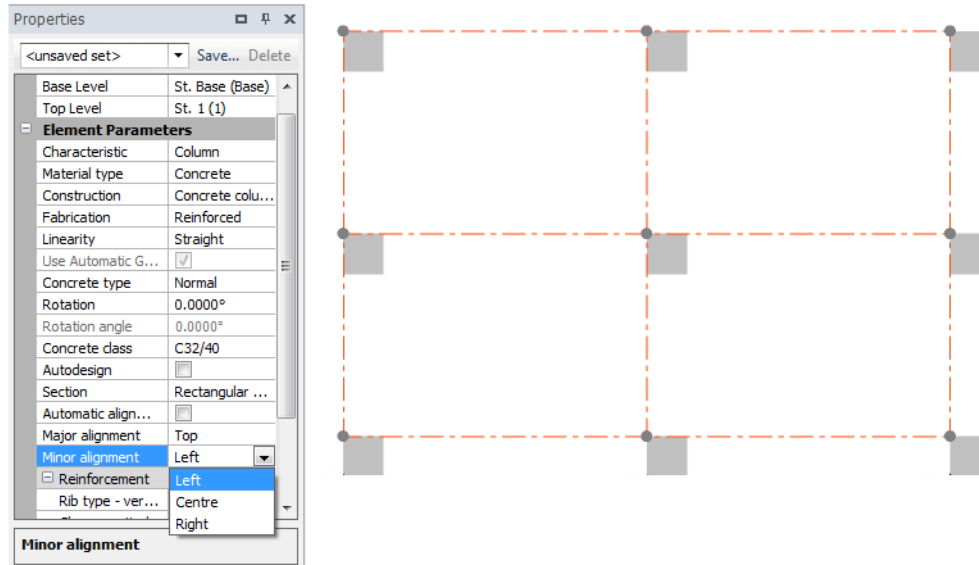 Properties
<unsaved set> Save... Delete
Base Level St. Base (Base)
Top Level St. 1 (1)
Element Parameters
Characteristic Column
Material type Concrete
Construction Concrete colu...
Fabrication Reinforced
Linearity Straight
Use Automatic G...
Concrete type Normal
Rotation 0.0000°
Rotation angle 0.0000°
Concrete class C32/40
Autodesign
Section Rectangular ...
Automatic align...
Major alignment Top
Minor alignment Left
Reinforcement Left
Rib type - ver... Centre
Right
Minor alignment